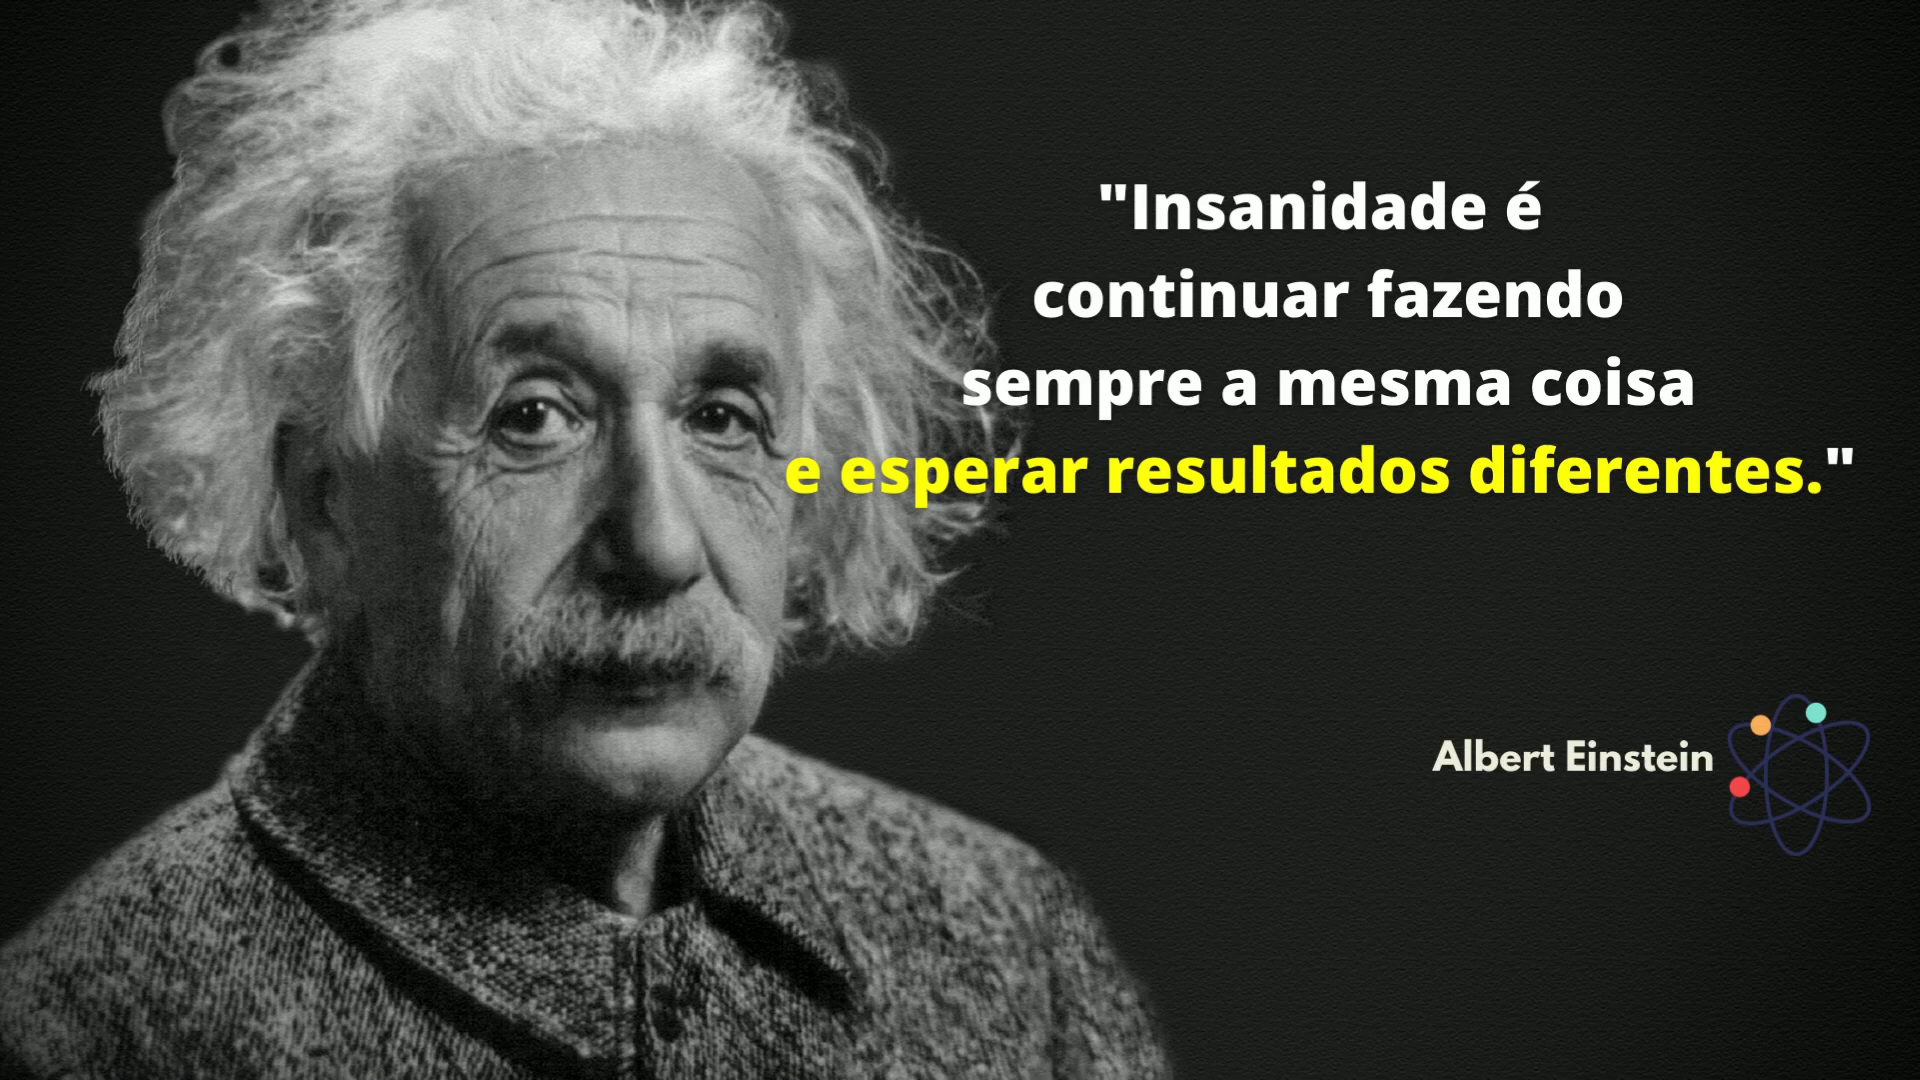 "Insanidade é
continuar fazendo
sempre a mesma coisa
e esperar resultados diferentes."
Albert Einstein